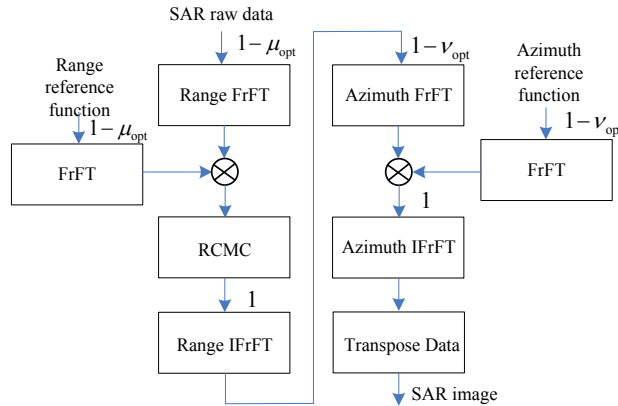 SAR raw data
1−μopt
Range
reference
function
1−μopt
Range FrFT
FrFT
RCMC
1
Range IFrFT
1−νopt
Azimuth
reference
function
1−νop
Azimuth FrFT
FrFT
1
Azimuth IFrFT
Transpose Data
SAR image